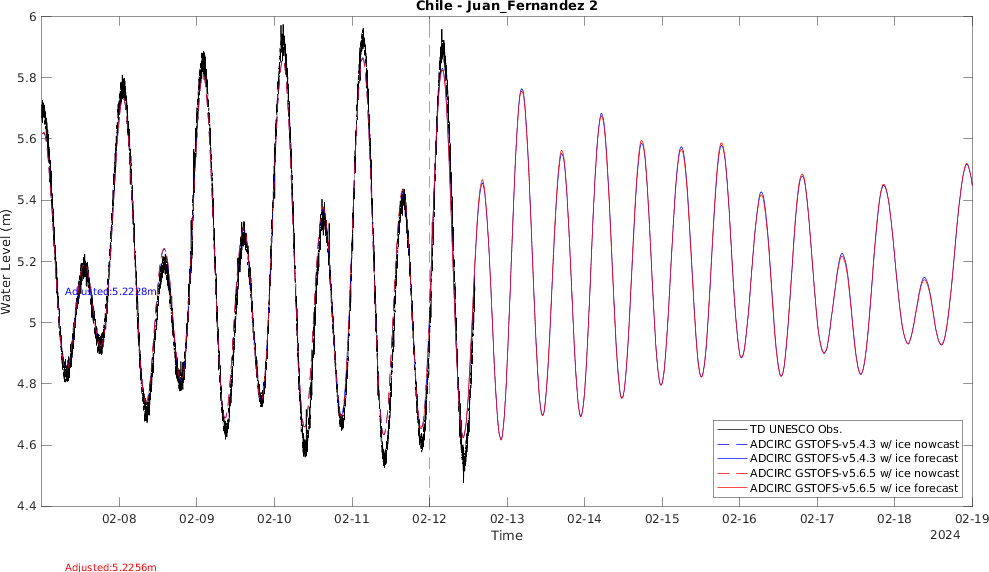 Chile - Juan_Fernandez 2
Water Level (m)
6
5.8
5.6
5.4
5.2
5
4.8
4.6
4.4
Adjusted:5.2228m
TD UNESCO Obs.
ADCIRC GSTOFS-v5.4.3 w/ ice nowcast
ADCIRC GSTOFS-v5.4.3 w/ ice forecast
ADCIRC GSTOFS-v5.6.5 w/ ice nowcast
ADCIRC GSTOFS-v5.6.5 w/ ice forecast
02-08 02-09 02-10 02-11 02-12 02-13 02-14 02-15 02-16 02-17 02-18 02-19
Time
2024
Adjusted:5.2256m